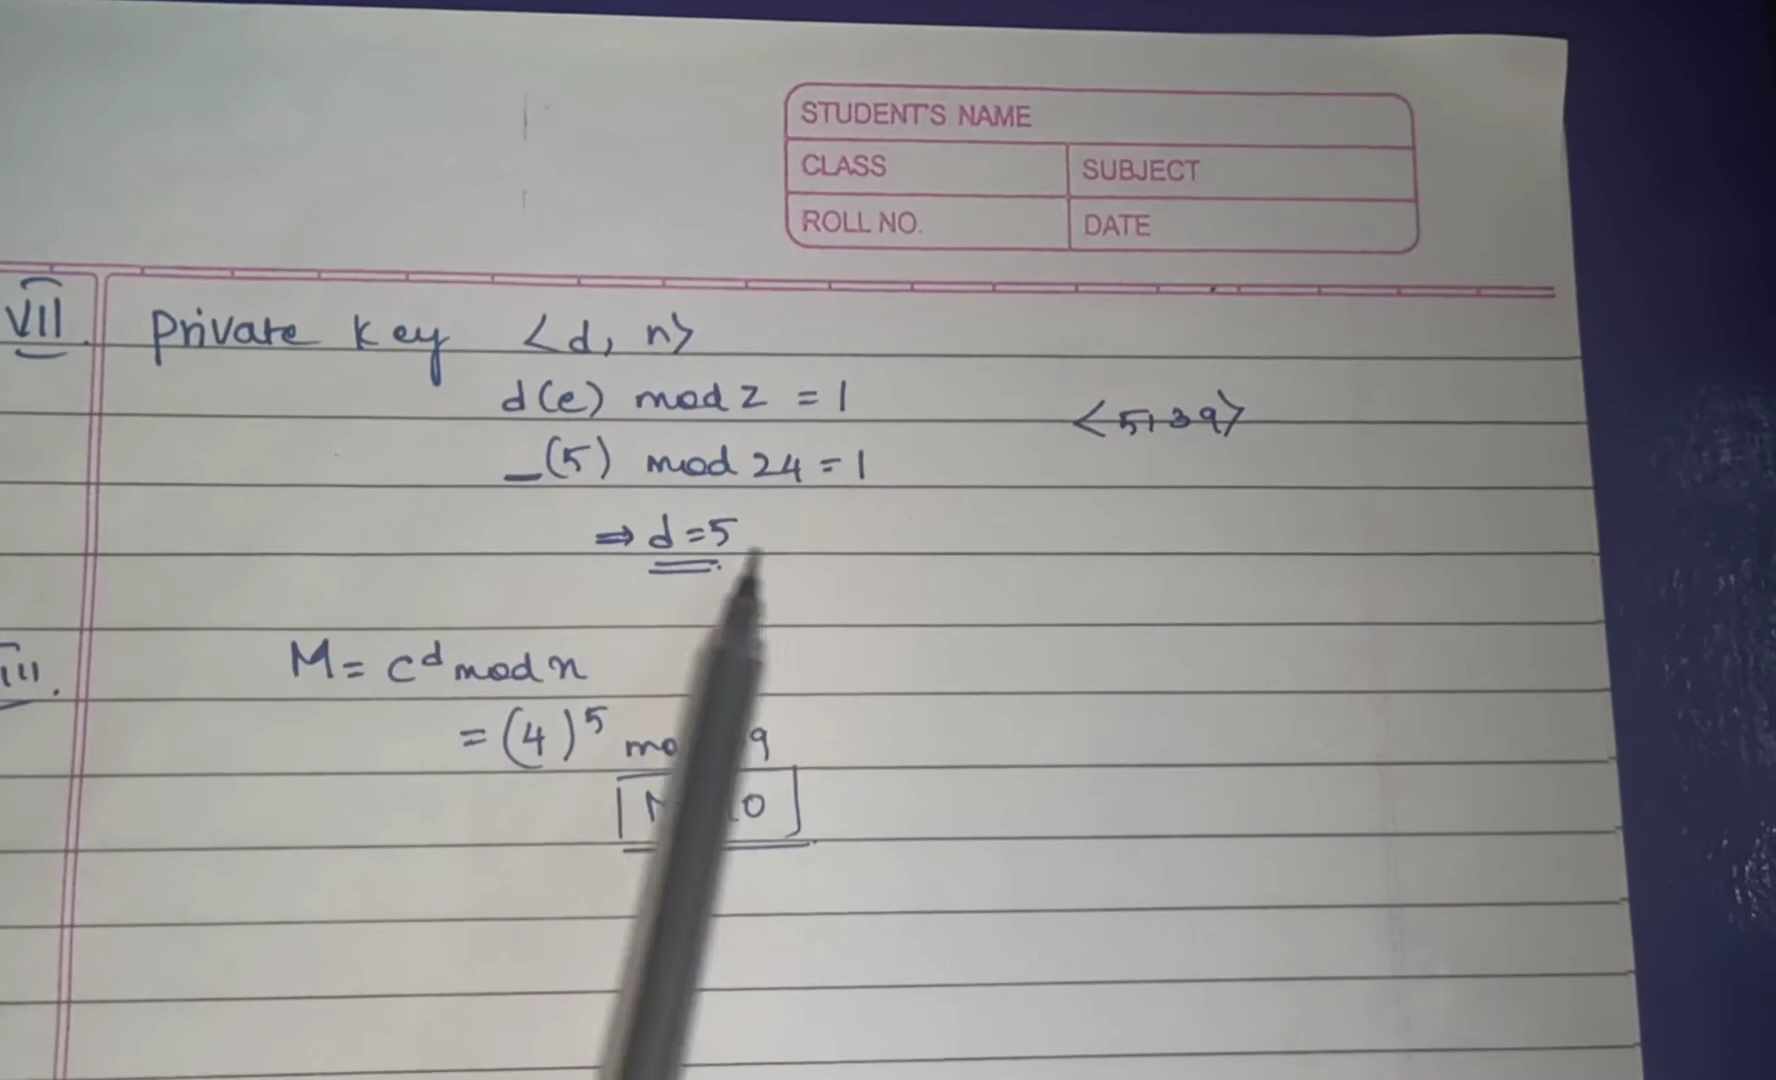 STUDENT'S NAME
CLASS SUBJECT
ROLL NO. DATE
VII. Private key <d, n>
d(e) mod z = 1 <5, 39>
_(5) mod 24 = 1
⇒ d = 5
M = c^d mod n
= (4)^5